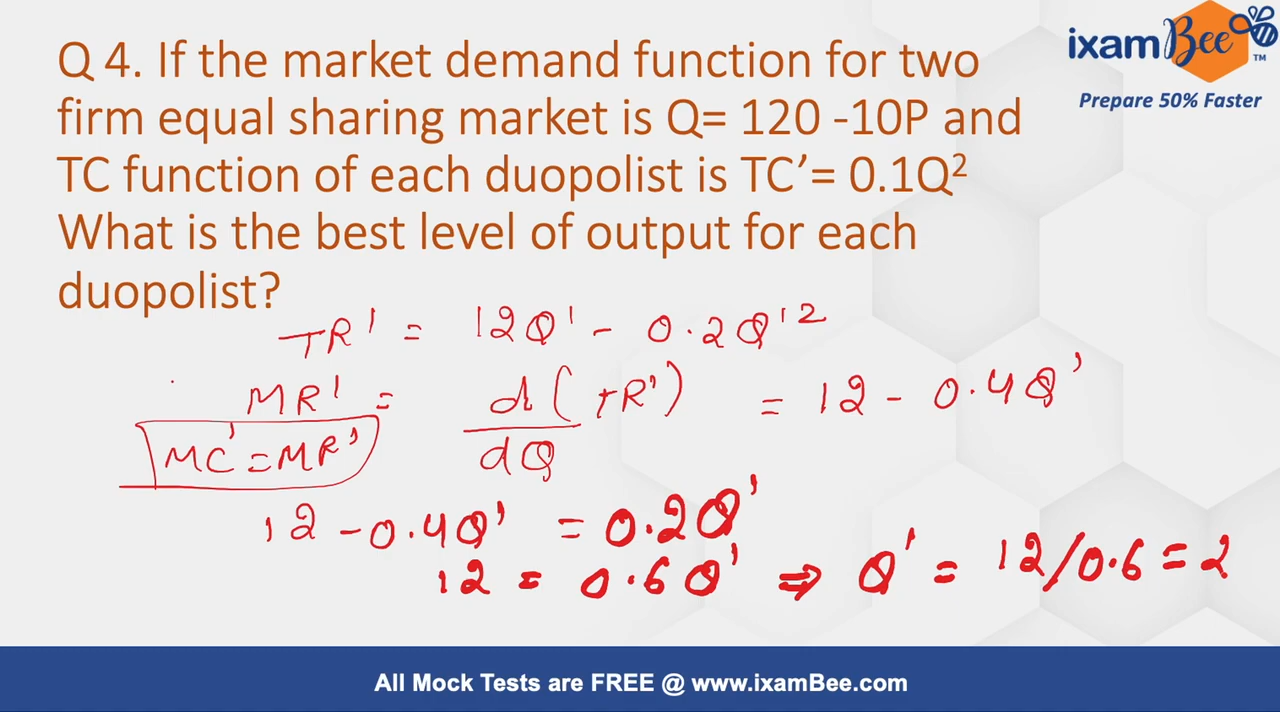 ixamBee™
Prepare 50% Faster
Q 4. If the market demand function for two
firm equal sharing market is Q= 120 -10P and
TC function of each duopolist is TC’= 0.1Q²
What is the best level of output for each
duopolist?
TR' = 12Q' - 0.2Q'²
MR' = d(TR')/dQ = 12 - 0.4Q'
MC' = MR'
12 - 0.4Q' = 0.2Q'
12 = 0.6Q' ⇒ Q' = 12/0.6 = 2
All Mock Tests are FREE @ www.ixamBee.com